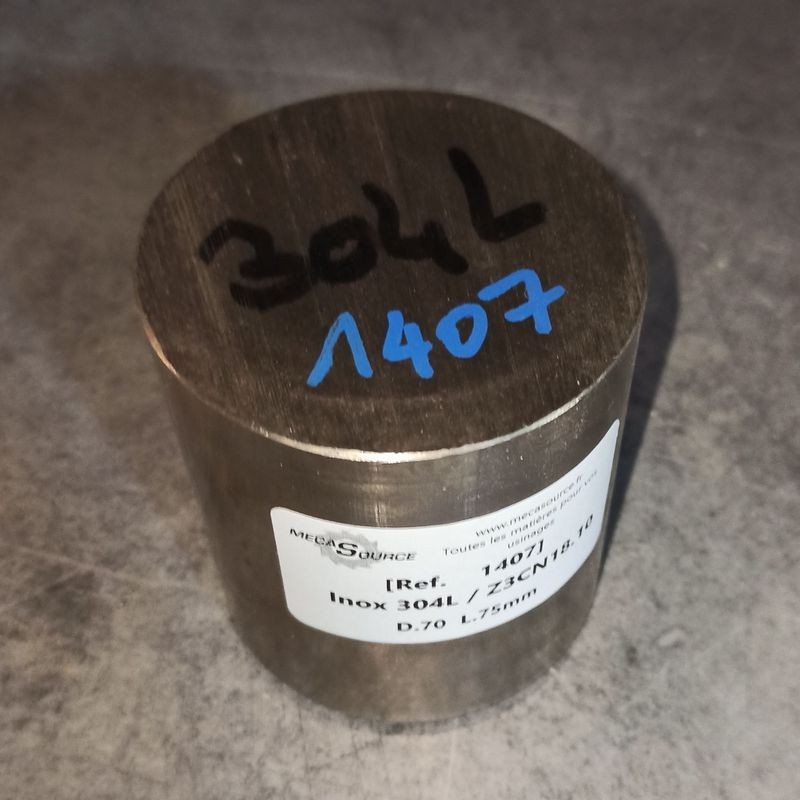 304L
1407
MECASOURCE
www.mecasource.fr
Toutes les matières pour vos
usinages
[Ref. 1407]
Inox 304L / Z3CN18-10
D.70 L.75mm